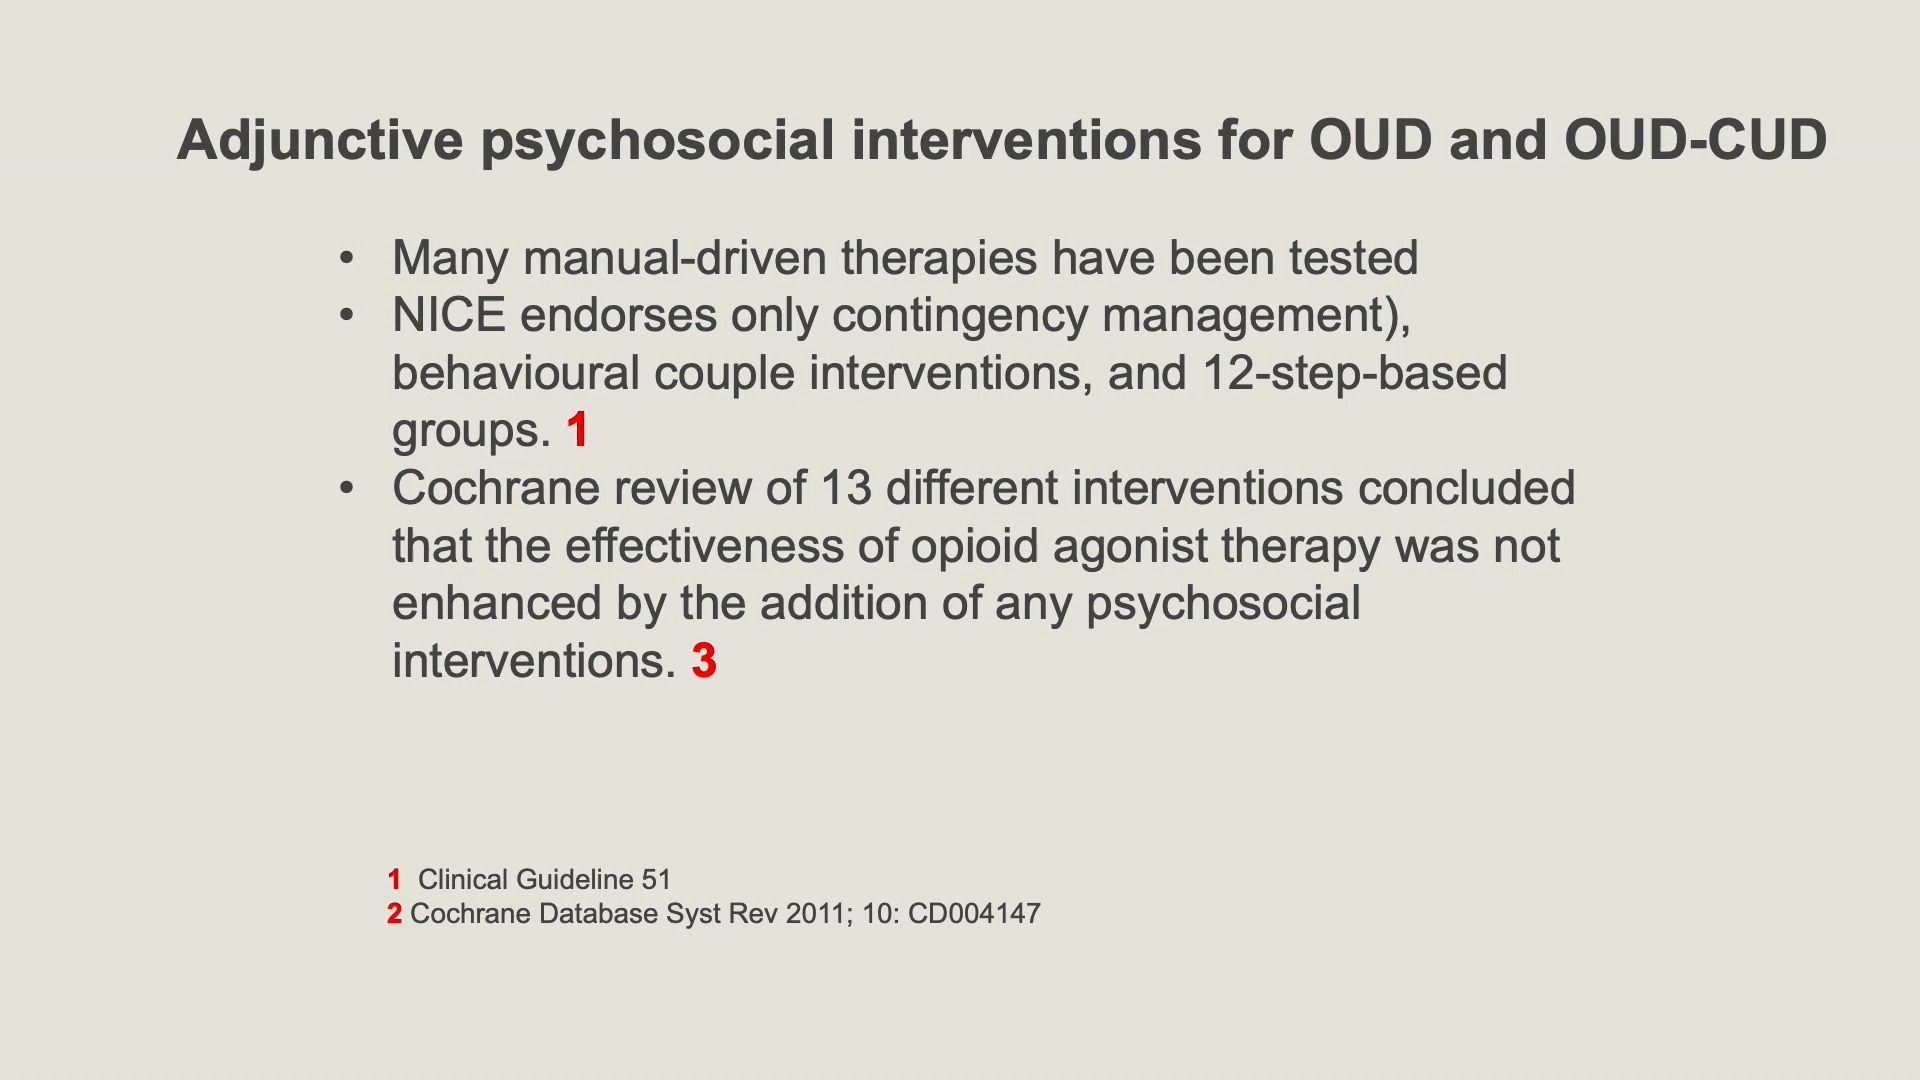 Adjunctive psychosocial interventions for OUD and OUD-CUD
• Many manual-driven therapies have been tested
• NICE endorses only contingency management),
behavioural couple interventions, and 12-step-based
groups. 1
• Cochrane review of 13 different interventions concluded
that the effectiveness of opioid agonist therapy was not
enhanced by the addition of any psychosocial
interventions. 3
1 Clinical Guideline 51
2 Cochrane Database Syst Rev 2011; 10: CD004147